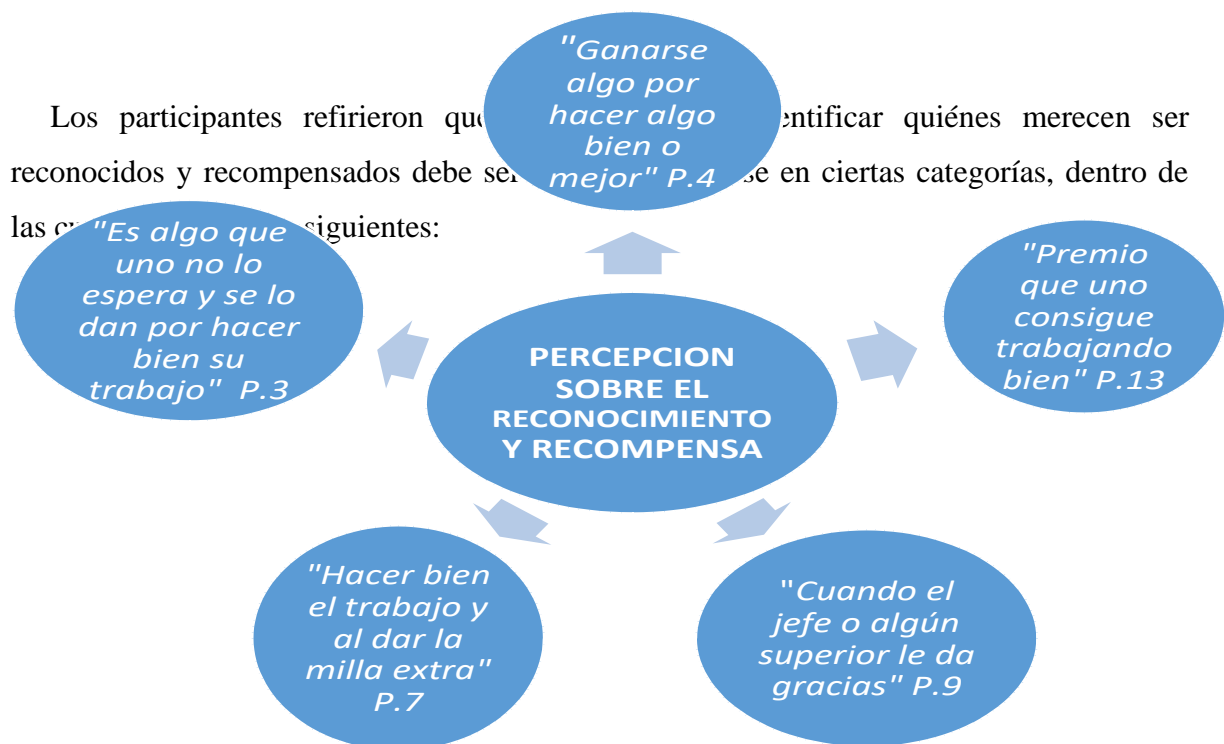 Los participantes refirieron que entificar quiénes merecen ser
reconocidos y recompensados debe se en ciertas categorías, dentro de
las siguientes:
"Ganarse
algo por
hacer algo
bien o
mejor" P.4
"Es algo que
uno no lo
espera y se lo
dan por hacer
bien su
trabajo" P.3
"Premio
que uno
consigue
trabajando
bien" P.13
PERCEPCION
SOBRE EL
RECONOCIMIENTO
Y RECOMPENSA
"Hacer bien
el trabajo y
al dar la
milla extra"
P.7
"Cuando el
jefe o algún
superior le da
gracias" P.9